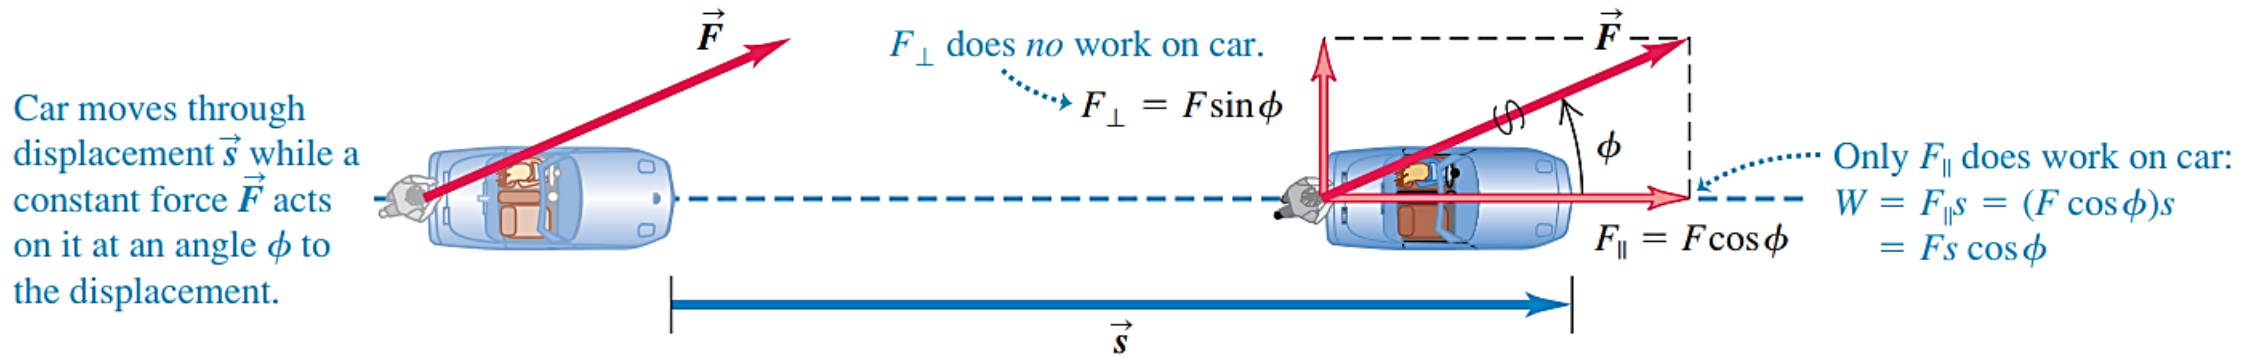 Car moves through
displacement s⃗ while a
constant force F⃗ acts
on it at an angle ϕ to
the displacement.
F⃗
s⃗
F⊥ does no work on car.
F⊥ = F sin ϕ
F⃗
ϕ
F∥ = F cos ϕ
Only F∥ does work on car:
W = F∥s = (F cos ϕ)s
= Fs cos ϕ